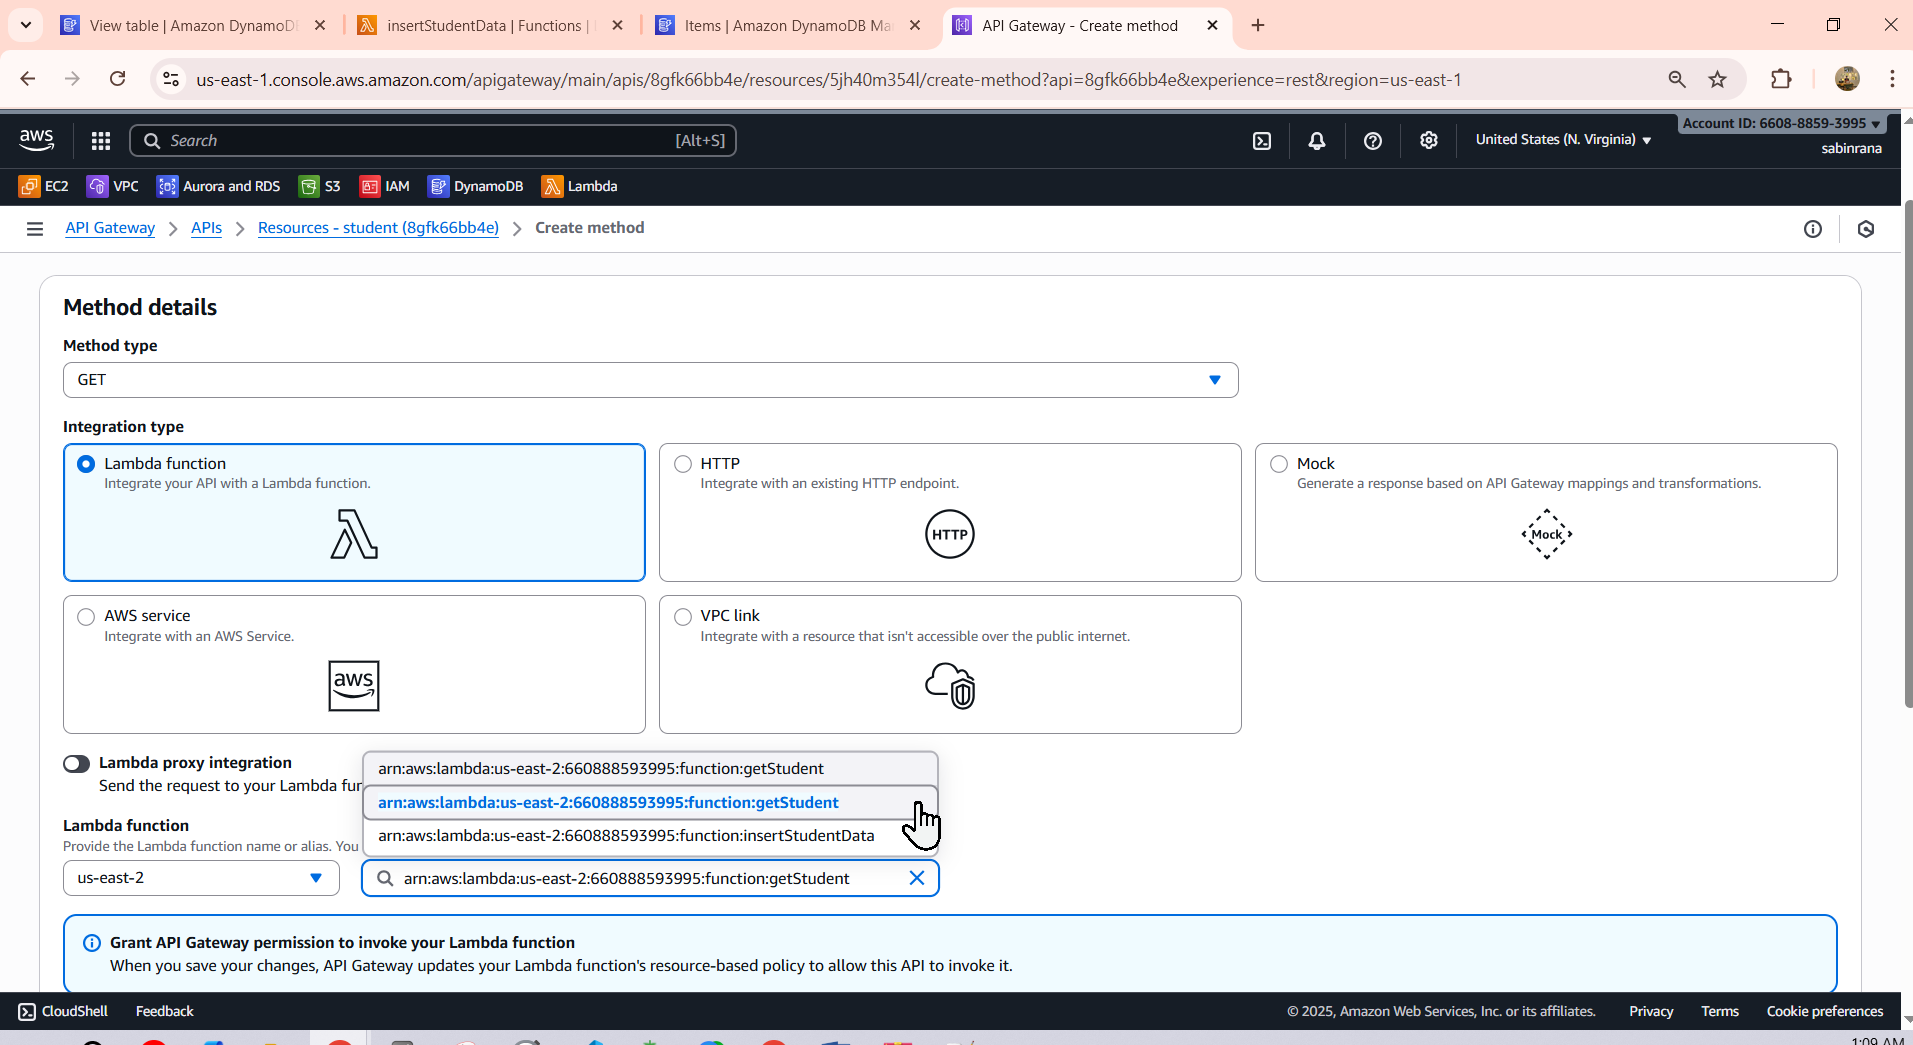 View table | Amazon DynamoDB
insertStudentData | Functions |
Items | Amazon DynamoDB Ma
API Gateway - Create method
us-east-1.console.aws.amazon.com/apigateway/main/apis/8gfk66bb4e/resources/5jh40m354l/create-method?api=8gfk66bb4e&experience=rest&region=us-east-1
aws
Search
[Alt+S]
United States (N. Virginia)
Account ID: 6608-8859-3995
sabinrana
EC2
VPC
Aurora and RDS
S3
IAM
DynamoDB
Lambda
API Gateway
APIs
Resources - student (8gfk66bb4e)
Create method
Method details
Method type
GET
Integration type
Lambda function
Integrate your API with a Lambda function.
HTTP
Integrate with an existing HTTP endpoint.
HTTP
Mock
Generate a response based on API Gateway mappings and transformations.
Mock
AWS service
Integrate with an AWS Service.
aws
VPC link
Integrate with a resource that isn't accessible over the public internet.
Lambda proxy integration
Send the request to your Lambda fun
arn:aws:lambda:us-east-2:660888593995:function:getStudent
arn:aws:lambda:us-east-2:660888593995:function:getStudent
arn:aws:lambda:us-east-2:660888593995:function:insertStudentData
Lambda function
Provide the Lambda function name or alias. You
us-east-2
arn:aws:lambda:us-east-2:660888593995:function:getStudent
Grant API Gateway permission to invoke your Lambda function
When you save your changes, API Gateway updates your Lambda function's resource-based policy to allow this API to invoke it.
CloudShell
Feedback
© 2025, Amazon Web Services, Inc. or its affiliates.
Privacy
Terms
Cookie preferences
1:09 AM